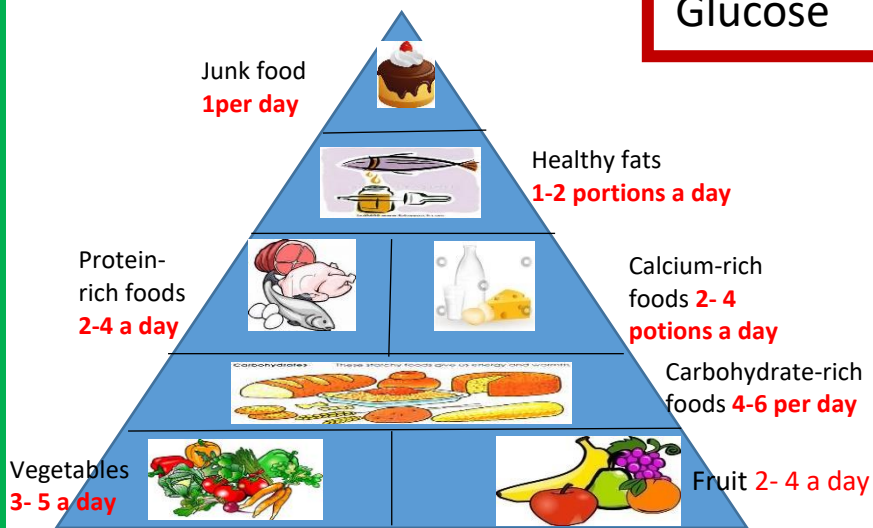 Glucose
Junk food
1per day
Healthy fats
1-2 portions a day
Protein-
rich foods
2-4 a day
Calcium-rich
foods 2- 4
potions a day
Carbohydrates These starchy foods give us energy and warmth
Carbohydrate-rich
foods 4-6 per day
Vegetables
3- 5 a day
Fruit 2- 4 a day